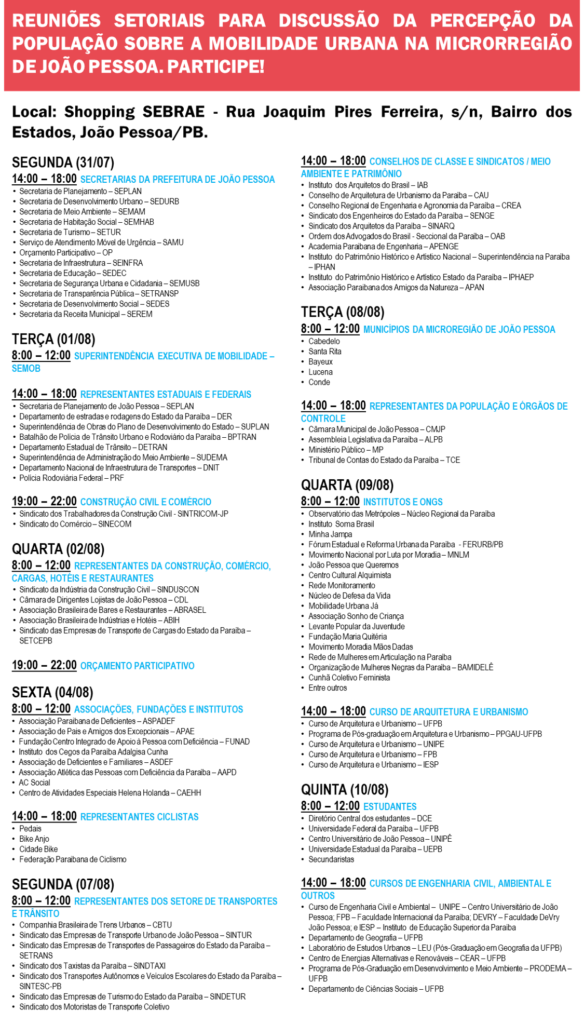 REUNIÕES SETORIAIS PARA DISCUSSÃO DA PERCEPÇÃO DA
POPULAÇÃO SOBRE A MOBILIDADE URBANA NA MICRORREGIÃO
DE JOÃO PESSOA. PARTICIPE!
Local: Shopping SEBRAE - Rua Joaquim Pires Ferreira, s/n, Bairro dos
Estados, João Pessoa/PB.
SEGUNDA (31/07)
14:00 – 18:00 SECRETARIAS DA PREFEITURA DE JOÃO PESSOA
• Secretaria de Planejamento – SEPLAN
• Secretaria de Desenvolvimento Urbano – SEDURB
• Secretaria de Meio Ambiente – SEMAM
• Secretaria de Habitação Social – SEMHAB
• Secretaria de Turismo – SETUR
• Serviço de Atendimento Móvel de Urgência – SAMU
• Orçamento Participativo – OP
• Secretaria de Infraestrutura – SEINFRA
• Secretaria de Educação – SEDEC
• Secretaria de Segurança Urbana e Cidadania – SEMUSB
• Secretaria de Transparência Pública – SETRANSP
• Secretaria de Desenvolvimento Social – SEDES
• Secretaria da Receita Municipal – SEREM
TERÇA (01/08)
8:00 – 12:00 SUPERINTENDÊNCIA EXECUTIVA DE MOBILIDADE –
SEMOB
14:00 – 18:00 REPRESENTANTES ESTADUAIS E FEDERAIS
• Secretaria de Planejamento de João Pessoa – SEPLAN
• Departamento de estradas e rodagens do Estado da Paraíba – DER
• Superintendência de Obras do Plano de Desenvolvimento do Estado – SUPLAN
• Batalhão de Polícia de Trânsito Urbano e Rodoviário da Paraíba – BPTRAN
• Departamento Estadual de Trânsito – DETRAN
• Superintendência de Administração do Meio Ambiente – SUDEMA
• Departamento Nacional de Infraestrutura de Transportes – DNIT
• Polícia Rodoviária Federal – PRF
19:00 – 22:00 CONSTRUÇÃO CIVIL E COMÉRCIO
• Sindicato dos Trabalhadores da Construção Civil - SINTRICOM-JP
• Sindicato do Comércio – SINECOM
QUARTA (02/08)
8:00 – 12:00 REPRESENTANTES DA CONSTRUÇÃO, COMÉRCIO,
CARGAS, HOTÉIS E RESTAURANTES
• Sindicato da Indústria da Construção Civil – SINDUSCON
• Câmara de Dirigentes Lojistas de João Pessoa – CDL
• Associação Brasileira de Bares e Restaurantes – ABRASEL
• Associação Brasileira de Indústrias e Hotéis – ABIH
• Sindicato das Empresas de Transporte de Cargas do Estado da Paraíba –
SETCEPB
19:00 – 22:00 ORÇAMENTO PARTICIPATIVO
SEXTA (04/08)
8:00 – 12:00 ASSOCIAÇÕES, FUNDAÇÕES E INSTITUTOS
• Associação Paraibana de Deficientes – ASPADEF
• Associação de Pais e Amigos dos Excepcionais – APAE
• Fundação Centro Integrado de Apoio à Pessoa com Deficiência – FUNAD
• Instituto dos Cegos da Paraíba Adalgisa Cunha
• Associação de Deficientes e Familiares – ASDEF
• Associação Atlética das Pessoas com Deficiência da Paraíba – AAPD
• AC Social
• Centro de Atividades Especiais Helena Holanda – CAEHH
14:00 – 18:00 REPRESENTANTES CICLISTAS
• Pedais
• Bike Anjo
• Cidade Bike
• Federação Paraibana de Ciclismo
SEGUNDA (07/08)
8:00 – 12:00 REPRESENTANTES DOS SETORE DE TRANSPORTES
E TRÂNSITO
• Companhia Brasileira de Trens Urbanos – CBTU
• Sindicato das Empresas de Transporte Urbano de João Pessoa – SINTUR
• Sindicato das Empresas de Transporte de Passageiros do Estado da Paraíba –
SETRANS
• Sindicato dos Taxistas da Paraíba – SINDTAXI
• Sindicato dos Transportes Autônomos e Veículos Escolares do Estado da Paraíba –
SINTESC-PB
• Sindicato das Empresas de Turismo do Estado da Paraíba – SINDETUR
• Sindicato dos Motoristas de Transporte Coletivo
14:00 – 18:00 CONSELHOS DE CLASSE E SINDICATOS / MEIO
AMBIENTE E PATRIMÔNIO
• Instituto dos Arquitetos do Brasil – IAB
• Conselho de Arquitetura de Urbanismo da Paraíba – CAU
• Conselho Regional de Engenharia e Agronomia da Paraíba – CREA
• Sindicato dos Engenheiros do Estado da Paraíba – SENGE
• Sindicato dos Arquitetos da Paraíba – SINARQ
• Ordem dos Advogados do Brasil - Seccional da Paraíba – OAB
• Academia Paraibana de Engenharia – APENGE
• Instituto do Patrimônio Histórico e Artístico Nacional – Superintendência na Paraíba
– IPHAN
• Instituto do Patrimônio Histórico e Artístico Estado da Paraíba – IPHAEP
• Associação Paraibana dos Amigos da Natureza – APAN
TERÇA (08/08)
8:00 – 12:00 MUNICÍPIOS DA MICROREGIÃO DE JOÃO PESSOA
• Cabedelo
• Santa Rita
• Bayeux
• Lucena
• Conde
14:00 – 18:00 REPRESENTANTES DA POPULAÇÃO E ÓRGÃOS DE
CONTROLE
• Câmara Municipal de João Pessoa – CMJP
• Assembleia Legislativa da Paraíba – ALPB
• Ministério Público – MP
• Tribunal de Contas do Estado da Paraíba – TCE
QUARTA (09/08)
8:00 – 12:00 INSTITUTOS E ONGS
• Observatório das Metrópoles – Núcleo Regional da Paraíba
• Instituto Soma Brasil
• Minha Jampa
• Fórum Estadual e Reforma Urbana da Paraíba - FERURB/PB
• Movimento Nacional por Luta por Moradia – MNLM
• João Pessoa que Queremos
• Centro Cultural Alquimista
• Rede Monitoramento
• Núcleo de Defesa da Vida
• Mobilidade Urbana Já
• Associação Sonho de Criança
• Levante Popular da Juventude
• Fundação Maria Quitéria
• Movimento Moradia Mãos Dadas
• Rede de Mulheres em Articulação na Paraíba
• Organização de Mulheres Negras da Paraíba – BAMIDELÊ
• Cunhã Coletivo Feminista
• Entre outros
14:00 – 18:00 CURSO DE ARQUITETURA E URBANISMO
• Curso de Arquitetura e Urbanismo – UFPB
• Programa de Pós-graduação em Arquitetura e Urbanismo – PPGAU-UFPB
• Curso de Arquitetura e Urbanismo – UNIPE
• Curso de Arquitetura e Urbanismo – FPB
• Curso de Arquitetura e Urbanismo – IESP
QUINTA (10/08)
8:00 – 12:00 ESTUDANTES
• Diretório Central dos estudantes – DCE
• Universidade Federal da Paraíba – UFPB
• Centro Universitário de João Pessoa – UNIPÊ
• Universidade Estadual da Paraíba – UEPB
• Secundaristas
14:00 – 18:00 CURSOS DE ENGENHARIA CIVIL, AMBIENTAL E
OUTROS
• Curso de Engenharia Civil e Ambiental – UNIPE – Centro Universitário de João
Pessoa; FPB – Faculdade Internacional da Paraíba; DEVRY – Faculdade DeVry
João Pessoa; e IESP – Instituto de Educação Superior da Paraíba
• Departamento de Geografia – UFPB
• Laboratório de Estudos Urbanos – LEU (Pós-Graduação em Geografia da UFPB)
• Centro de Energias Alternativas e Renováveis – CEAR – UFPB
• Programa de Pós-Graduação em Desenvolvimento e Meio Ambiente – PRODEMA –
UFPB
• Departamento de Ciências Sociais – UFPB